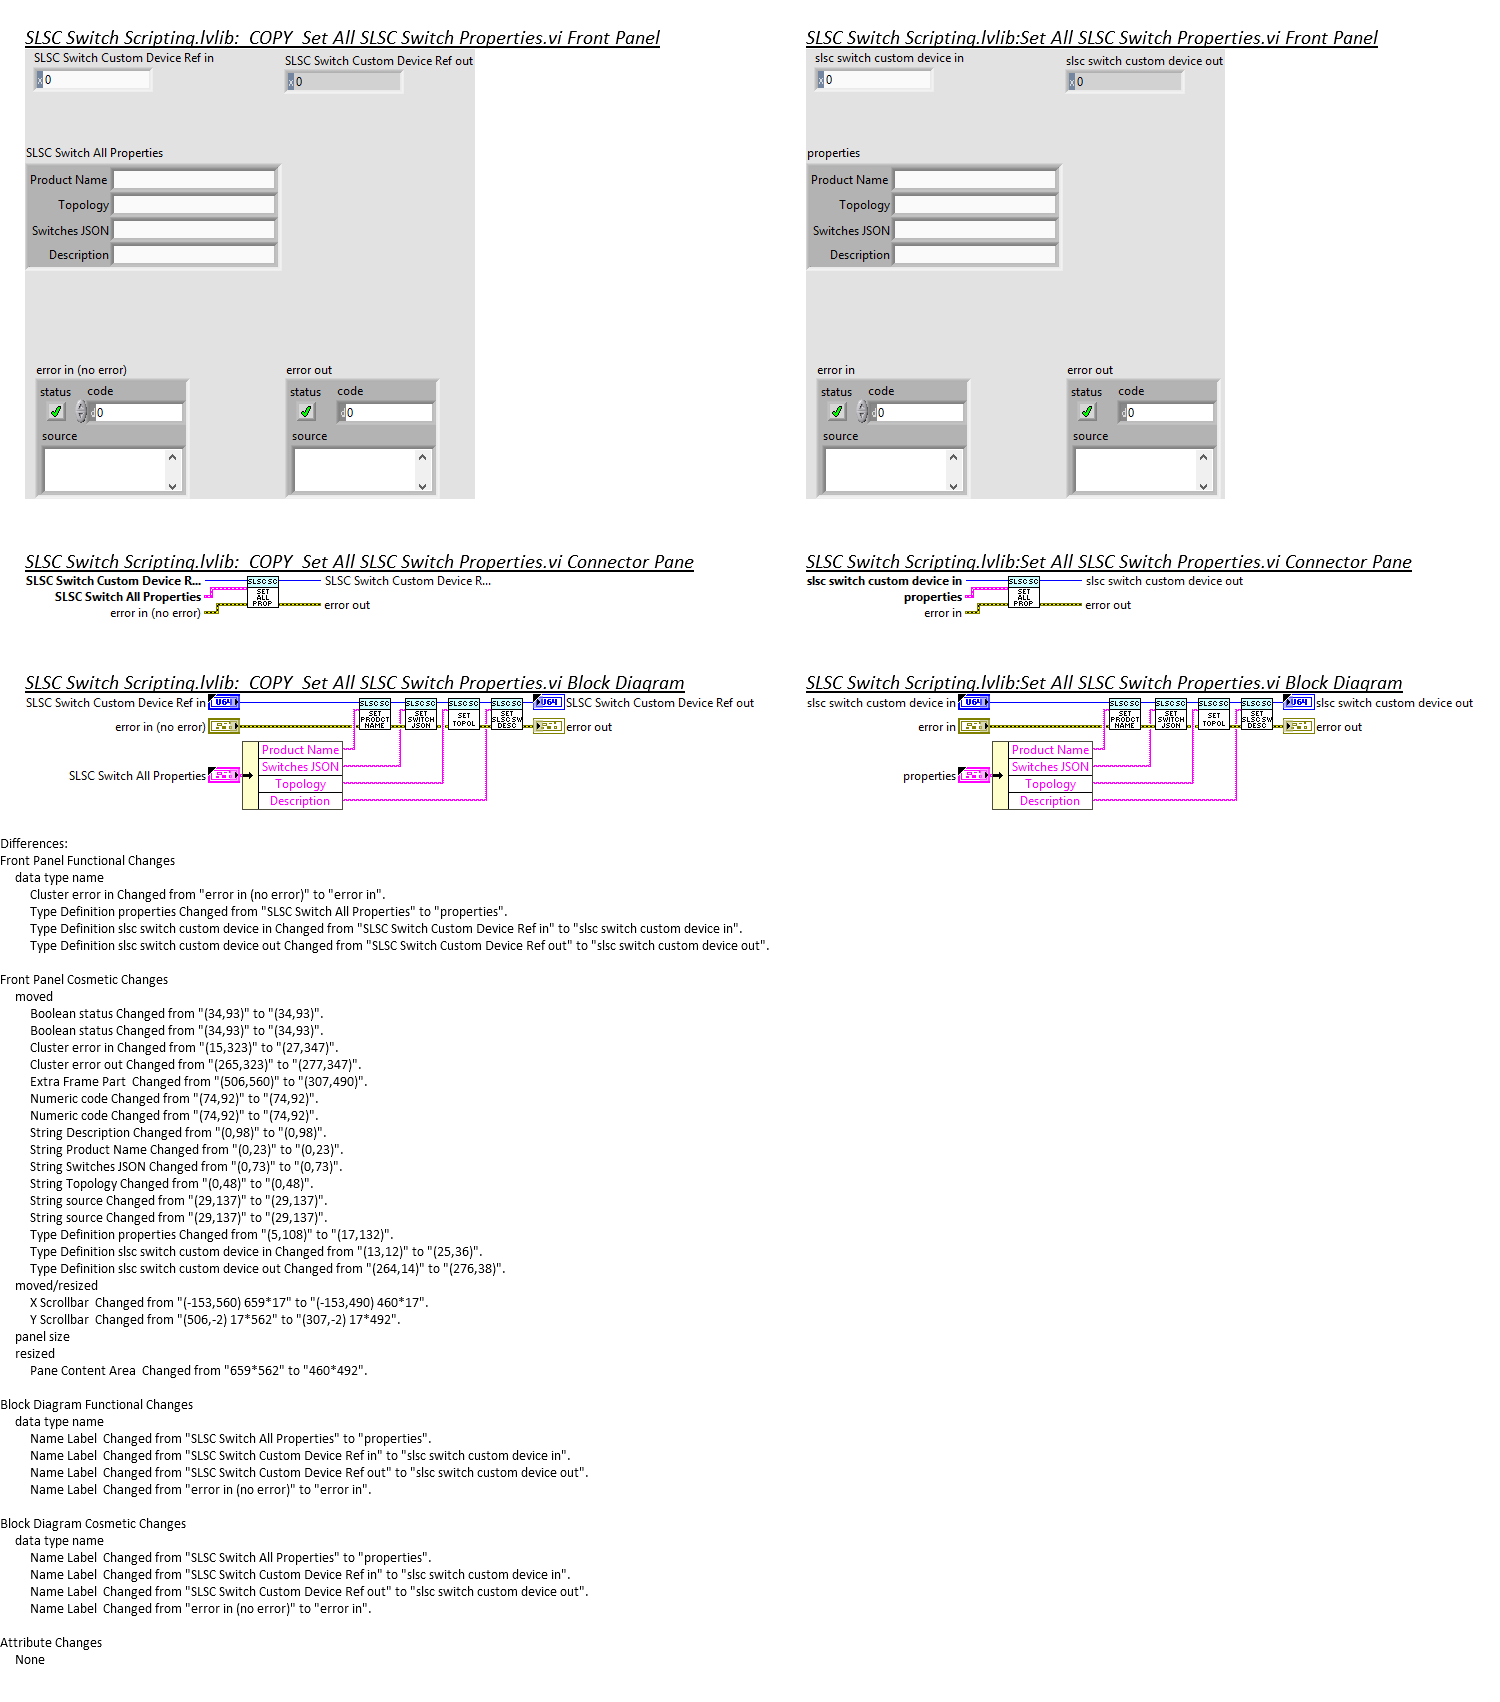 SLSC Switch Scripting.lvlib:_COPY_Set All SLSC Switch Properties.vi Front Panel
SLSC Switch Custom Device Ref in
x 0
SLSC Switch Custom Device Ref out
x 0
SLSC Switch All Properties
Product Name
Topology
Switches JSON
Description
error in (no error)
status code
d 0
source
error out
status code
d 0
source
SLSC Switch Scripting.lvlib:Set All SLSC Switch Properties.vi Front Panel
slsc switch custom device in
x 0
slsc switch custom device out
x 0
properties
Product Name
Topology
Switches JSON
Description
error in
status code
d 0
source
error out
status code
d 0
source
SLSC Switch Scripting.lvlib:_COPY_Set All SLSC Switch Properties.vi Connector Pane
SLSC Switch Custom Device R...
SLSC Switch All Properties
error in (no error)
SLSC SC
SET
ALL
PROP
SLSC Switch Custom Device R...
error out
SLSC Switch Scripting.lvlib:Set All SLSC Switch Properties.vi Connector Pane
slsc switch custom device in
properties
error in
SLSC SC
SET
ALL
PROP
slsc switch custom device out
error out
SLSC Switch Scripting.lvlib:_COPY_Set All SLSC Switch Properties.vi Block Diagram
SLSC Switch Custom Device Ref in
U64
error in (no error)
SLSC Switch All Properties
Product Name
Switches JSON
Topology
Description
SLSC SC
SET
PRODCT
NAME
SLSC SC
SET
SWITCH
JSON
SLSC SC
SET
TOPOL
SLSC SC
SET
SLSC SW
DESC
U64
SLSC Switch Custom Device Ref out
error out
SLSC Switch Scripting.lvlib:Set All SLSC Switch Properties.vi Block Diagram
slsc switch custom device in
U64
error in
properties
Product Name
Switches JSON
Topology
Description
SLSC SC
SET
PRODCT
NAME
SLSC SC
SET
SWITCH
JSON
SLSC SC
SET
TOPOL
SLSC SC
SET
SLSC SW
DESC
U64
slsc switch custom device out
error out
Differences:
Front Panel Functional Changes
data type name
Cluster error in Changed from "error in (no error)" to "error in".
Type Definition properties Changed from "SLSC Switch All Properties" to "properties".
Type Definition slsc switch custom device in Changed from "SLSC Switch Custom Device Ref in" to "slsc switch custom device in".
Type Definition slsc switch custom device out Changed from "SLSC Switch Custom Device Ref out" to "slsc switch custom device out".
Front Panel Cosmetic Changes
moved
Boolean status Changed from "(34,93)" to "(34,93)".
Boolean status Changed from "(34,93)" to "(34,93)".
Cluster error in Changed from "(15,323)" to "(27,347)".
Cluster error out Changed from "(265,323)" to "(277,347)".
Extra Frame Part  Changed from "(506,560)" to "(307,490)".
Numeric code Changed from "(74,92)" to "(74,92)".
Numeric code Changed from "(74,92)" to "(74,92)".
String Description Changed from "(0,98)" to "(0,98)".
String Product Name Changed from "(0,23)" to "(0,23)".
String Switches JSON Changed from "(0,73)" to "(0,73)".
String Topology Changed from "(0,48)" to "(0,48)".
String source Changed from "(29,137)" to "(29,137)".
String source Changed from "(29,137)" to "(29,137)".
Type Definition properties Changed from "(5,108)" to "(17,132)".
Type Definition slsc switch custom device in Changed from "(13,12)" to "(25,36)".
Type Definition slsc switch custom device out Changed from "(264,14)" to "(276,38)".
moved/resized
X Scrollbar  Changed from "(-153,560) 659*17" to "(-153,490) 460*17".
Y Scrollbar  Changed from "(506,-2) 17*562" to "(307,-2) 17*492".
panel size
resized
Pane Content Area  Changed from "659*562" to "460*492".
Block Diagram Functional Changes
data type name
Name Label  Changed from "SLSC Switch All Properties" to "properties".
Name Label  Changed from "SLSC Switch Custom Device Ref in" to "slsc switch custom device in".
Name Label  Changed from "SLSC Switch Custom Device Ref out" to "slsc switch custom device out".
Name Label  Changed from "error in (no error)" to "error in".
Block Diagram Cosmetic Changes
data type name
Name Label  Changed from "SLSC Switch All Properties" to "properties".
Name Label  Changed from "SLSC Switch Custom Device Ref in" to "slsc switch custom device in".
Name Label  Changed from "SLSC Switch Custom Device Ref out" to "slsc switch custom device out".
Name Label  Changed from "error in (no error)" to "error in".
Attribute Changes
None